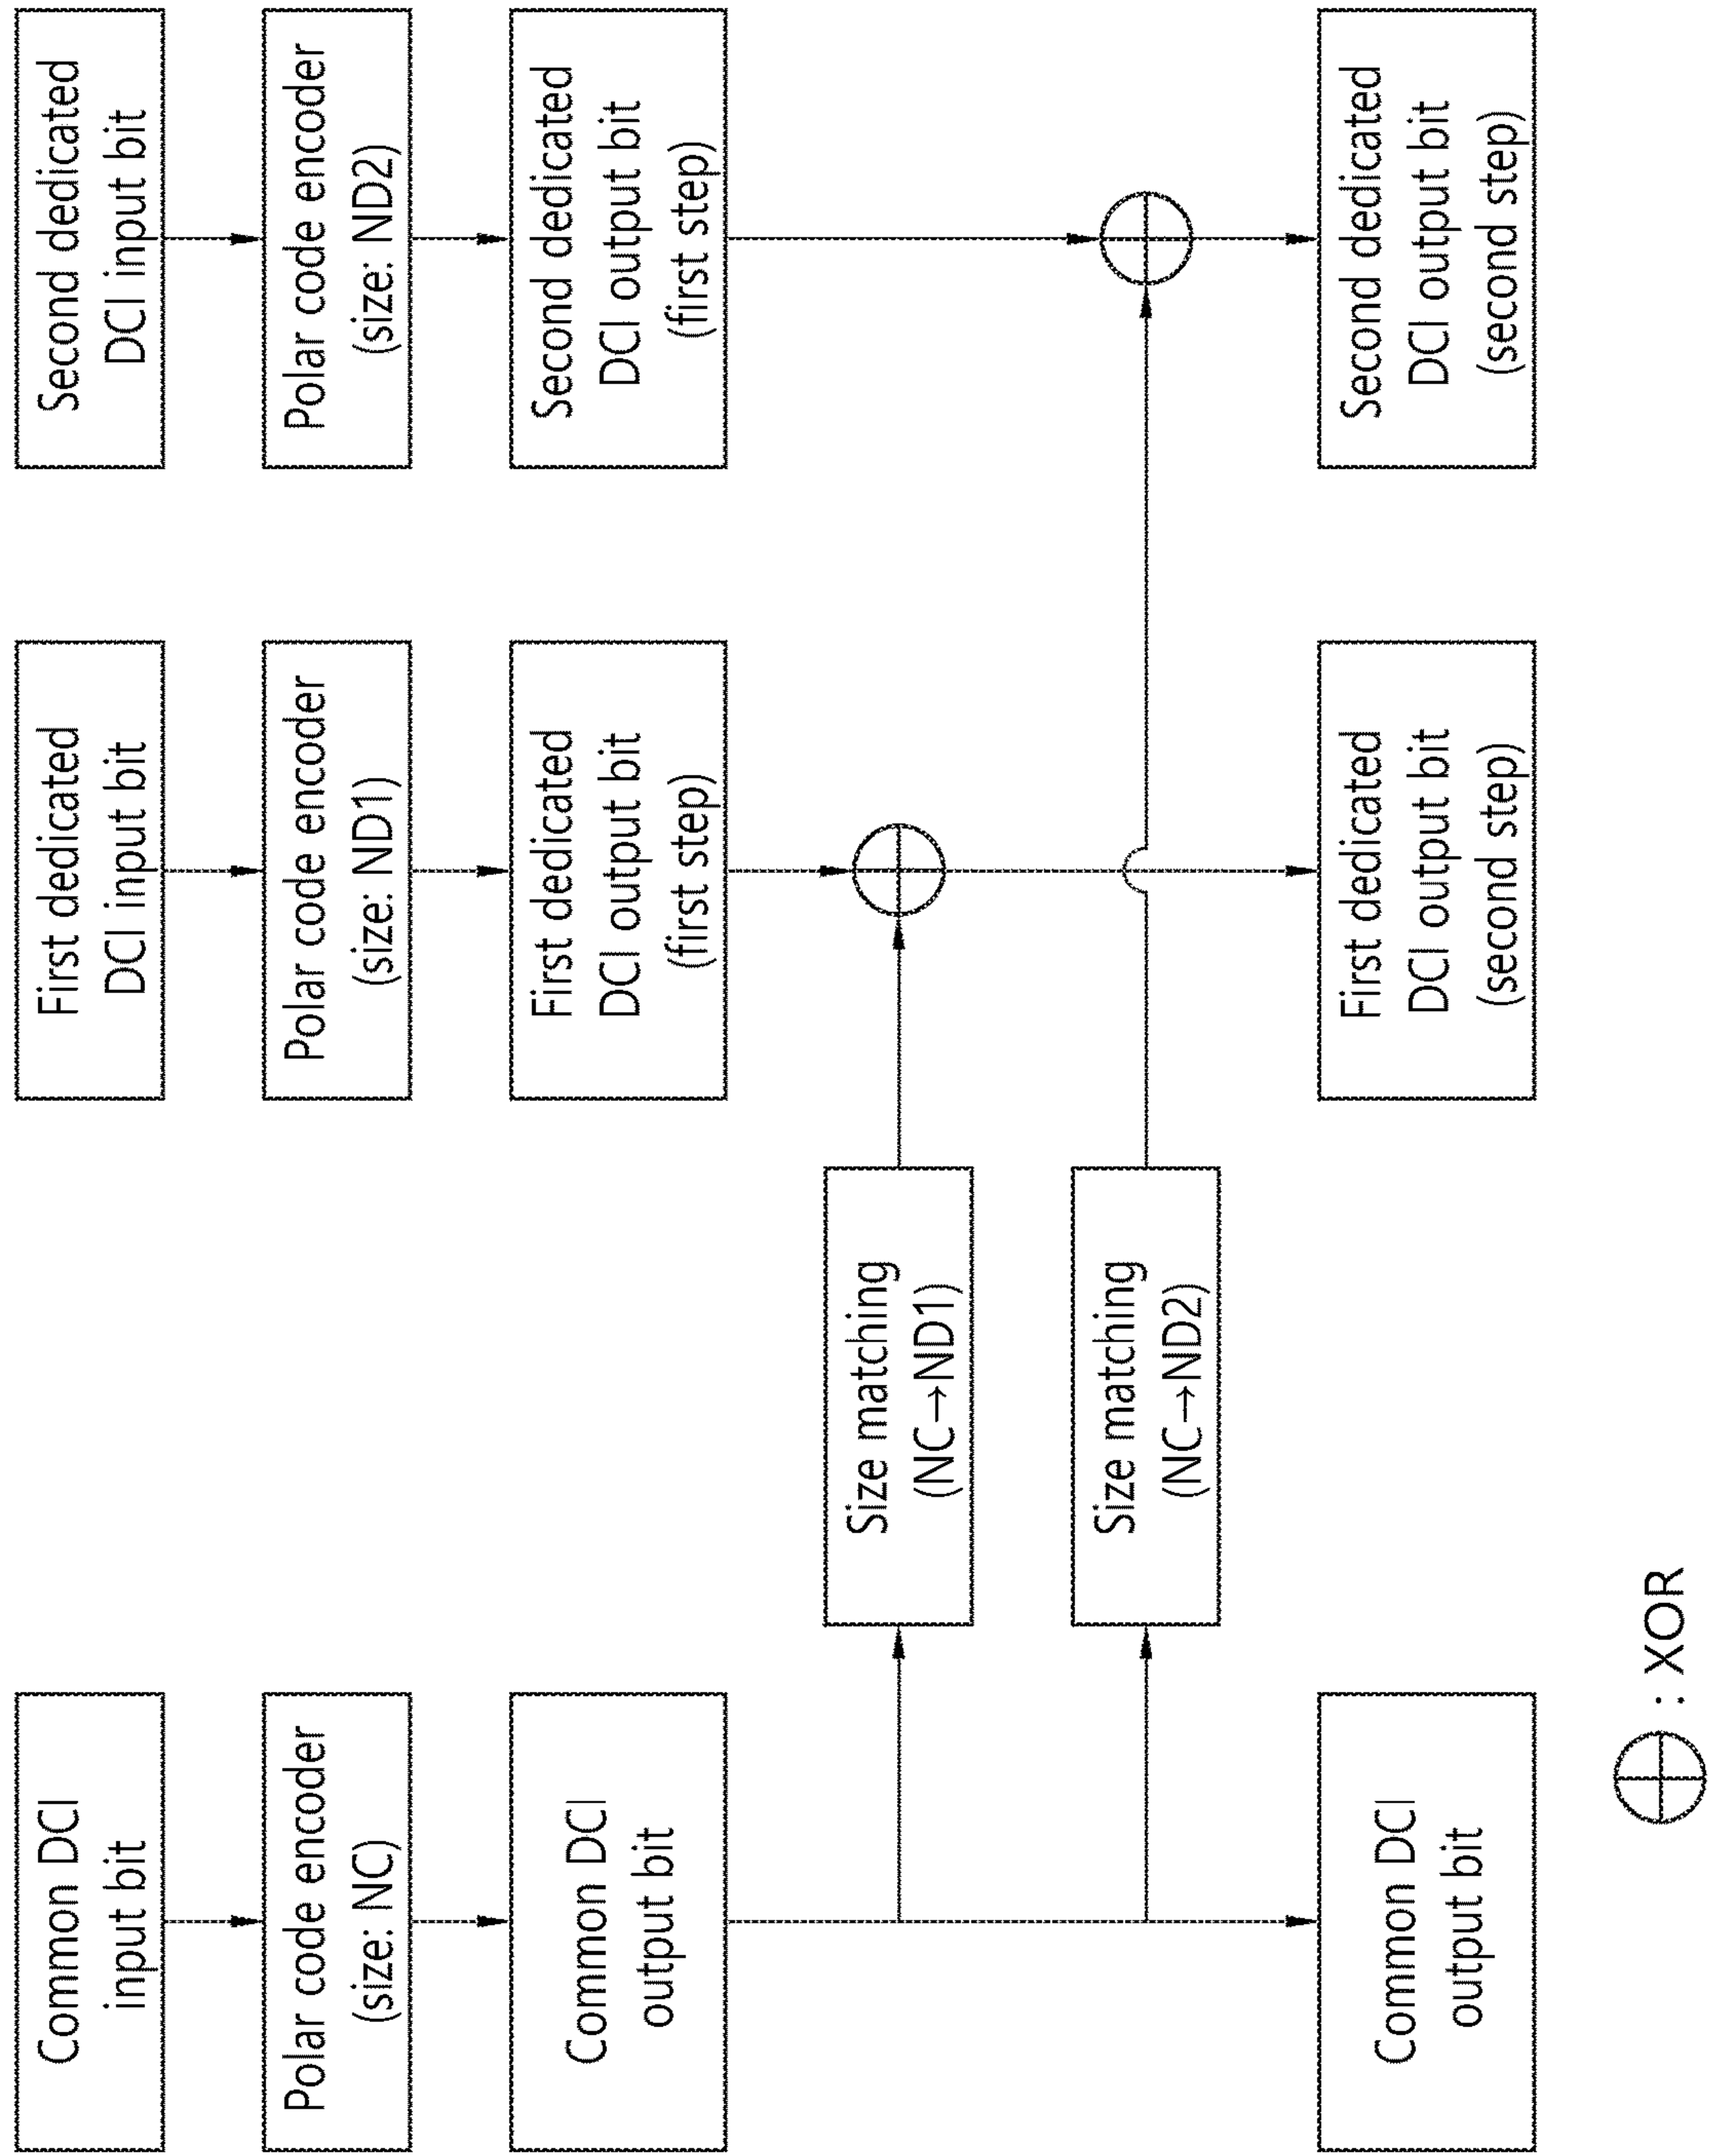 Common DCI
input bit
Polar code encoder
(size: NC)
Common DCI
output bit
Common DCI
output bit
Size matching
(NC→ND1)
Size matching
(NC→ND2)
First dedicated
DCI input bit
Polar code encoder
(size: ND1)
First dedicated
DCI output bit
(first step)
First dedicated
DCI output bit
(second step)
Second dedicated
DCI input bit
Polar code encoder
(size: ND2)
Second dedicated
DCI output bit
(first step)
Second dedicated
DCI output bit
(second step)
: XOR